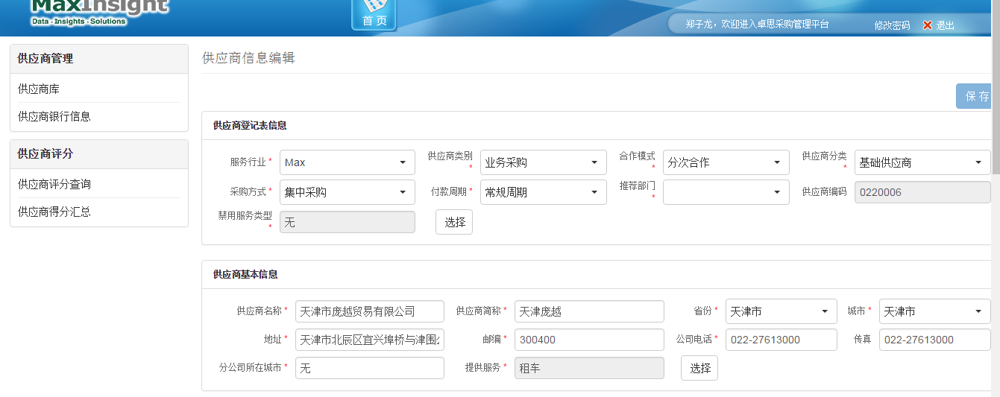 MaxInsight
Data - Insights - Solutions
首 页
郑子龙，欢迎进入卓思采购管理平台
修改密码
退出
供应商管理
供应商库
供应商银行信息
供应商评分
供应商评分查询
供应商得分汇总
供应商信息编辑
保 存
供应商登记表信息
服务行业 * Max 供应商类别 * 业务采购 合作模式 * 分次合作 供应商分类 * 基础供应商
采购方式 * 集中采购 付款周期 * 常规周期 推荐部门 * 供应商编码 0220006
禁用服务类型 * 无 选择
供应商基本信息
供应商名称 * 天津市庞越贸易有限公司 供应商简称 * 天津庞越 省份 * 天津市 城市 * 天津市
地址 * 天津市北辰区宜兴埠桥与津围 邮编 * 300400 公司电话 * 022-27613000 传真 022-27613000
分公司所在城市 * 无 提供服务 * 租车 选择